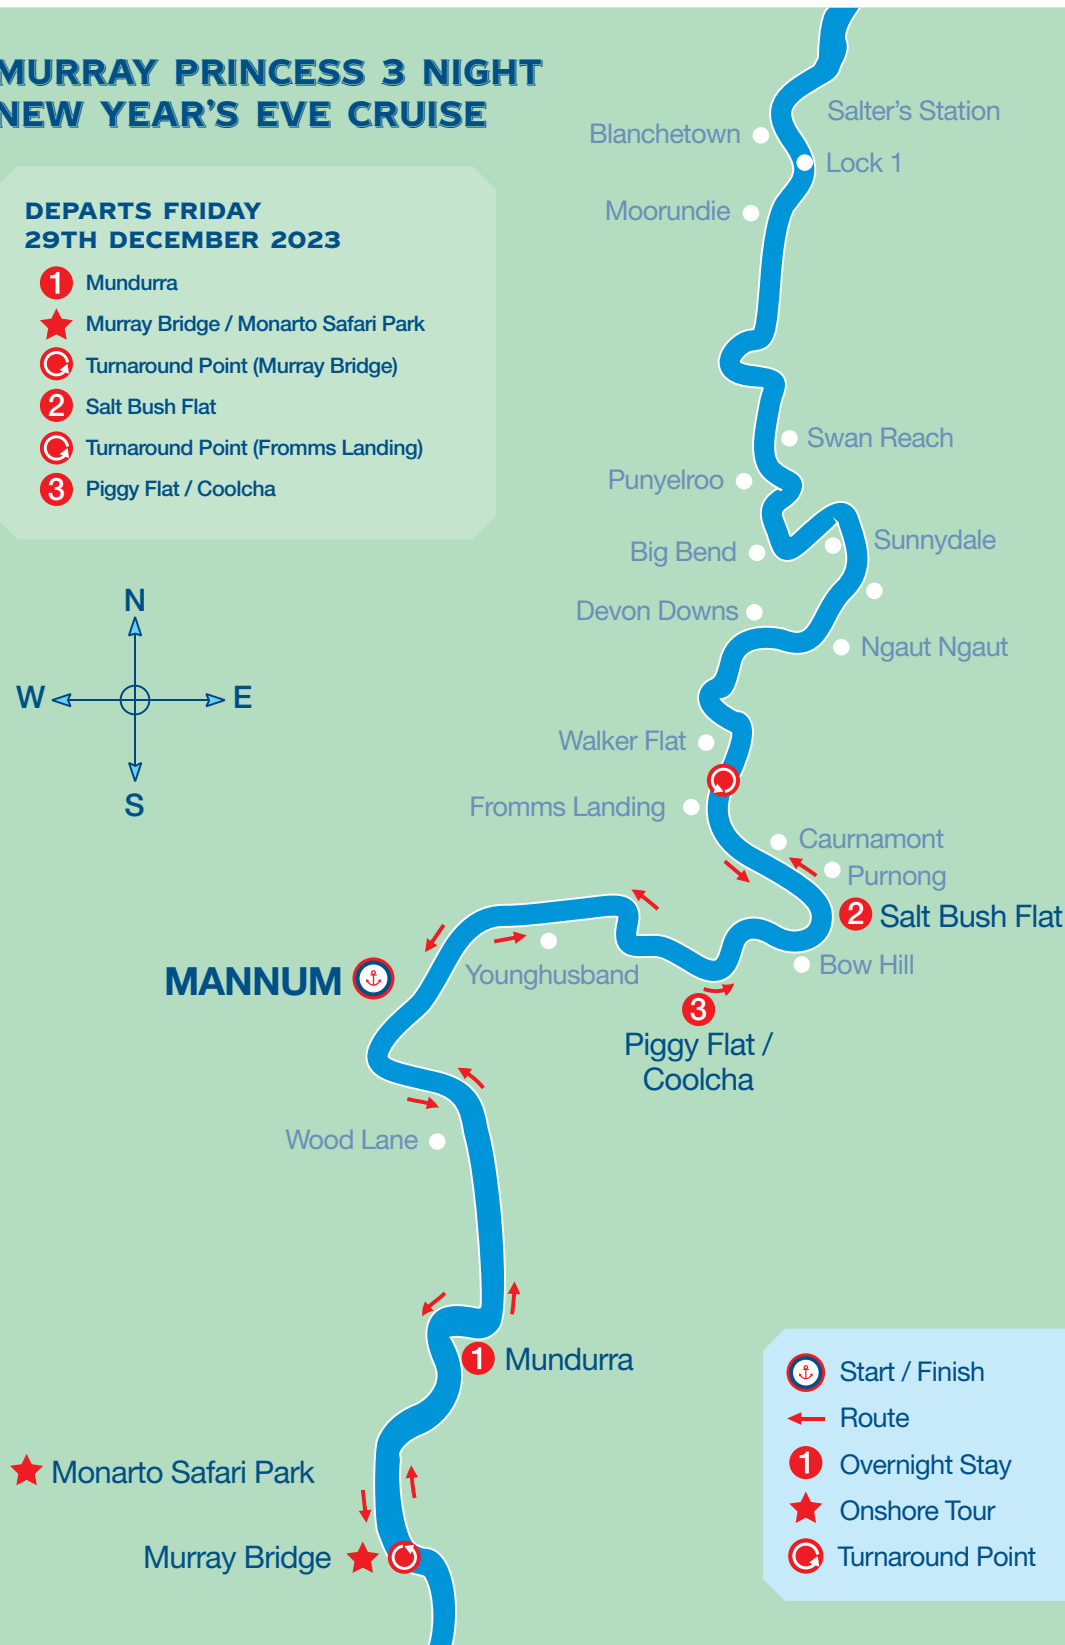 MURRAY PRINCESS 3 NIGHT
NEW YEAR'S EVE CRUISE
DEPARTS FRIDAY
29TH DECEMBER 2023
1 Mundurra
Murray Bridge / Monarto Safari Park
Turnaround Point (Murray Bridge)
2 Salt Bush Flat
Turnaround Point (Fromms Landing)
3 Piggy Flat / Coolcha
N
W E
S
Salter's Station
Blanchetown
Lock 1
Moorundie
Swan Reach
Punyelroo
Sunnydale
Big Bend
Devon Downs
Ngaut Ngaut
Walker Flat
Fromms Landing
Caurnamont
Purnong
2 Salt Bush Flat
Bow Hill
Younghusband
MANNUM
3
Piggy Flat /
Coolcha
Wood Lane
1 Mundurra
Monarto Safari Park
Murray Bridge
Start / Finish
Route
1 Overnight Stay
Onshore Tour
Turnaround Point